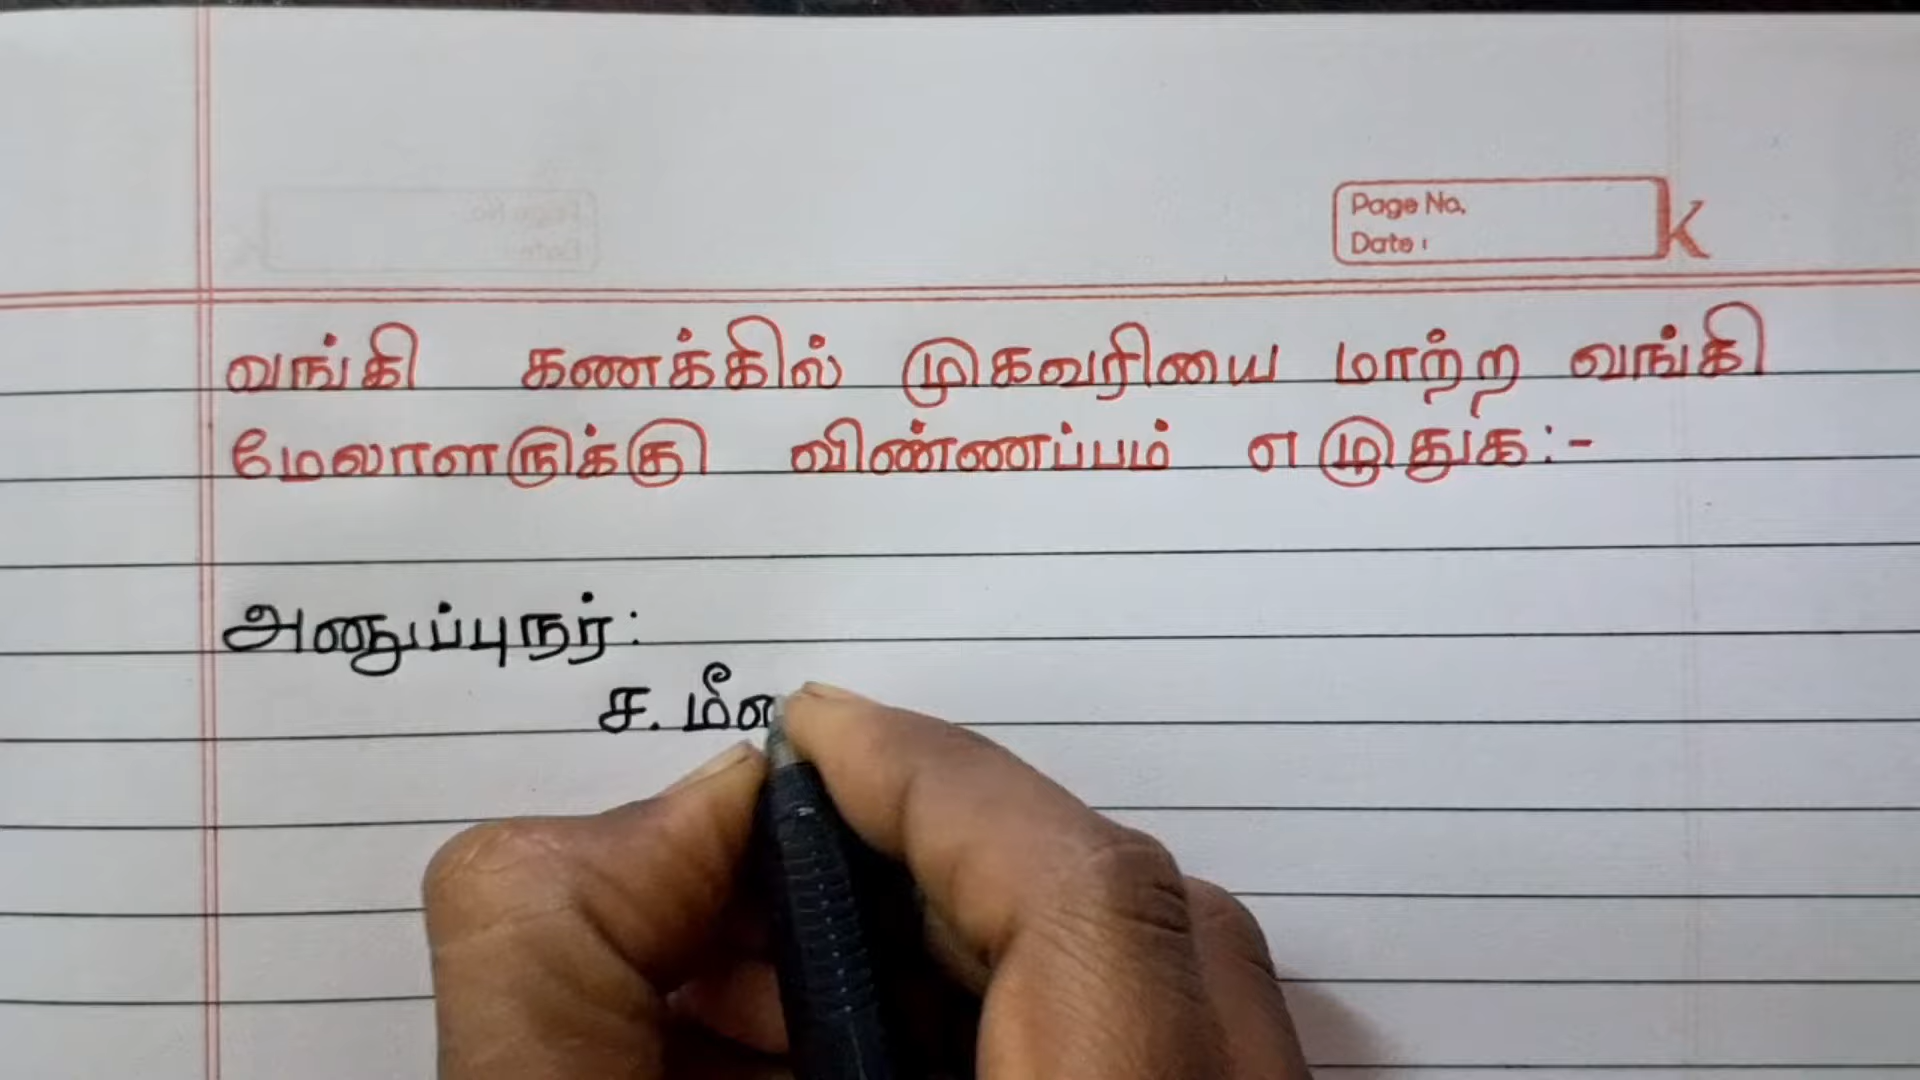 Page No.
Date :
வங்கி கணக்கில் முகவரியை மாற்ற வங்கி
மேலாளருக்கு விண்ணப்பம் எழுதுக:-
அனுப்புநர்:
ச.